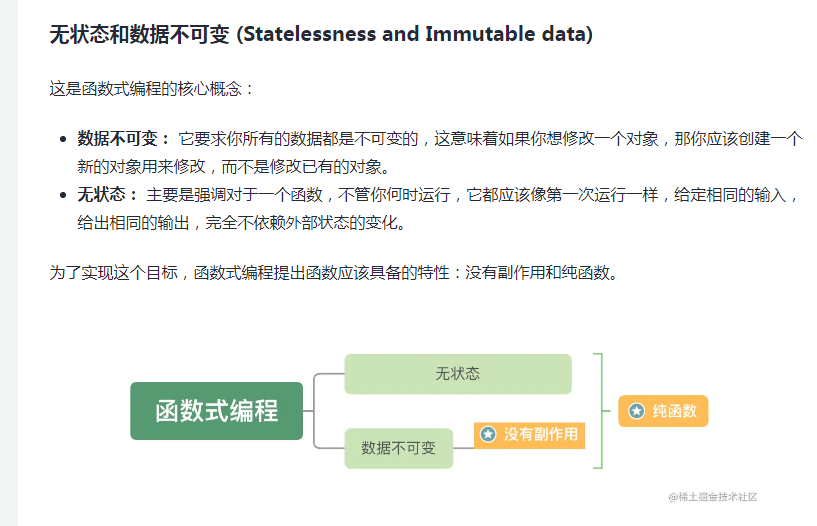 无状态和数据不可变 (Statelessness and Immutable data)
这是函数式编程的核心概念：
数据不可变： 它要求你所有的数据都是不可变的，这意味着如果你想修改一个对象，那你应该创建一个
新的对象用来修改，而不是修改已有的对象。
无状态： 主要是强调对于一个函数，不管你何时运行，它都应该像第一次运行一样，给定相同的输入，
给出相同的输出，完全不依赖外部状态的变化。
为了实现这个目标，函数式编程提出函数应该具备的特性：没有副作用和纯函数。
无状态
函数式编程
纯函数
没有副作用
数据不可变
@稀土掘金技术社区